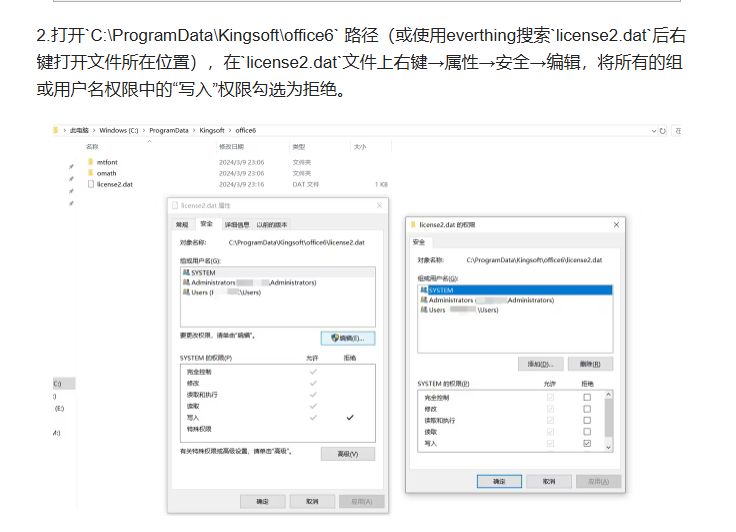 2.打开`C:\ProgramData\Kingsoft\office6` 路径（或使用everthing搜索`license2.dat`后右
键打开文件所在位置），在`license2.dat`文件上右键→属性→安全→编辑，将所有的组
或用户名权限中的“写入”权限勾选为拒绝。
› 此电脑 › Windows (C:) › ProgramData › Kingsoft › office6
在
名称 修改日期 类型 大小
mtfont 2024/3/9 23:06 文件夹
omath 2024/3/9 23:06 文件夹
license2.dat 2024/3/9 23:16 DAT 文件 1 KB
license2.dat 属性
常规 安全 详细信息 以前的版本
对象名称: C:\ProgramData\Kingsoft\office6\license2.dat
组或用户名(G):
SYSTEM
Administrators \Administrators)
Users ( \Users)
要更改权限，请单击"编辑"。
编辑(E)...
SYSTEM 的权限(P) 允许 拒绝
完全控制
修改
读取和执行
读取
写入
特殊权限
有关特殊权限或高级设置，请单击"高级"。
高级(V)
确定 取消 应用(A)
license2.dat 的权限
安全
对象名称: C:\ProgramData\Kingsoft\office6\license2.dat
组或用户名(G):
SYSTEM
Administrators ( \Administrators)
Users \Users)
添加(D)... 删除(R)
SYSTEM 的权限(P) 允许 拒绝
完全控制
修改
读取和执行
读取
写入
确定 取消 应用(A)
C:)
(E:)